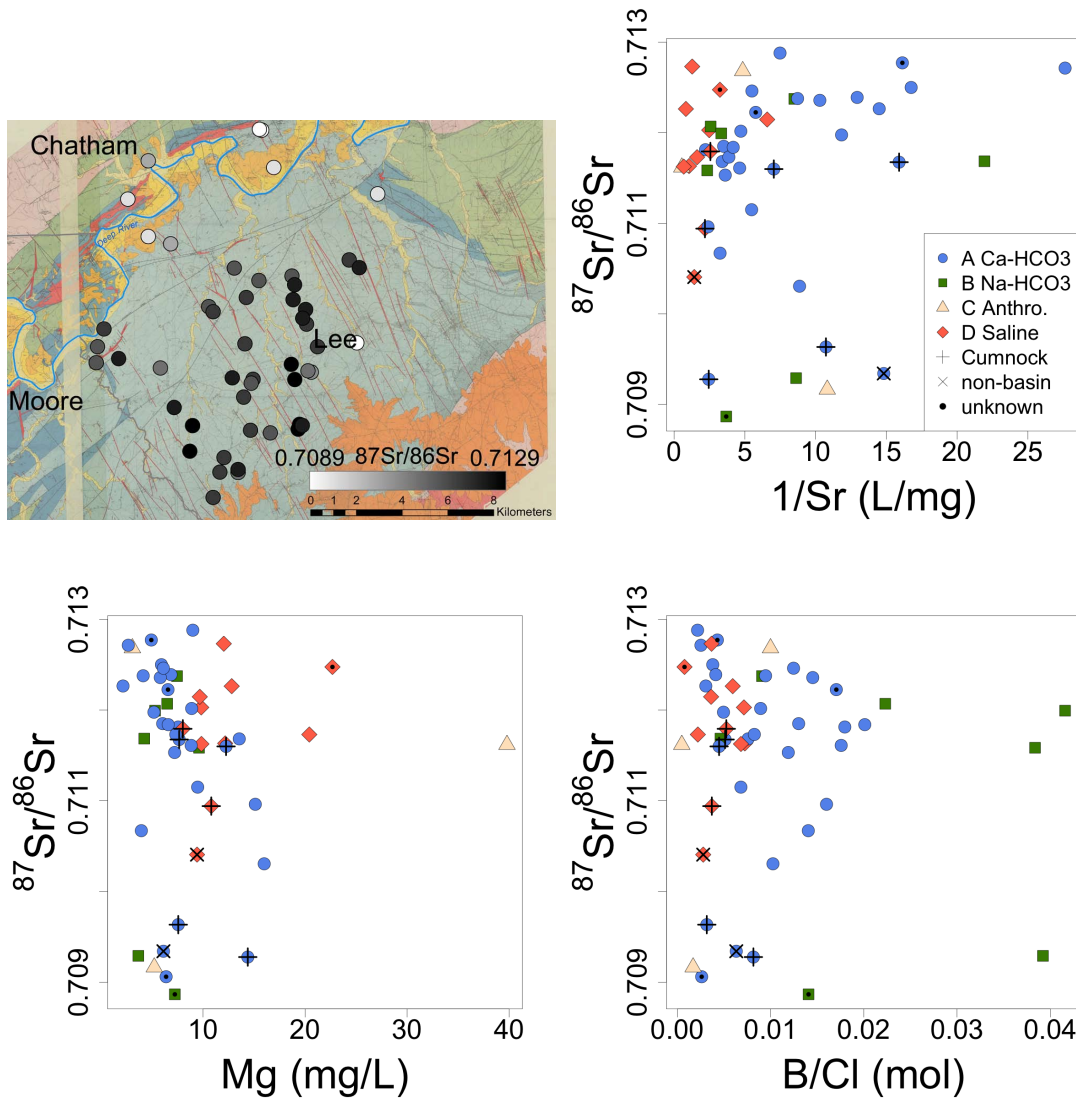 Chatham
Deep River
Lee
Moore
0.7089 87Sr/86Sr 0.7129
0 1 2 4 6 8
Kilometers
0.713
0.711
0.709
87Sr/86Sr
0 5 10 15 20 25
1/Sr (L/mg)
A Ca-HCO3
B Na-HCO3
C Anthro.
D Saline
Cumnock
non-basin
unknown
0.713
0.711
0.709
87Sr/86Sr
10 20 30 40
Mg (mg/L)
0.713
0.711
0.709
87Sr/86Sr
0.00 0.01 0.02 0.03 0.04
B/Cl (mol)